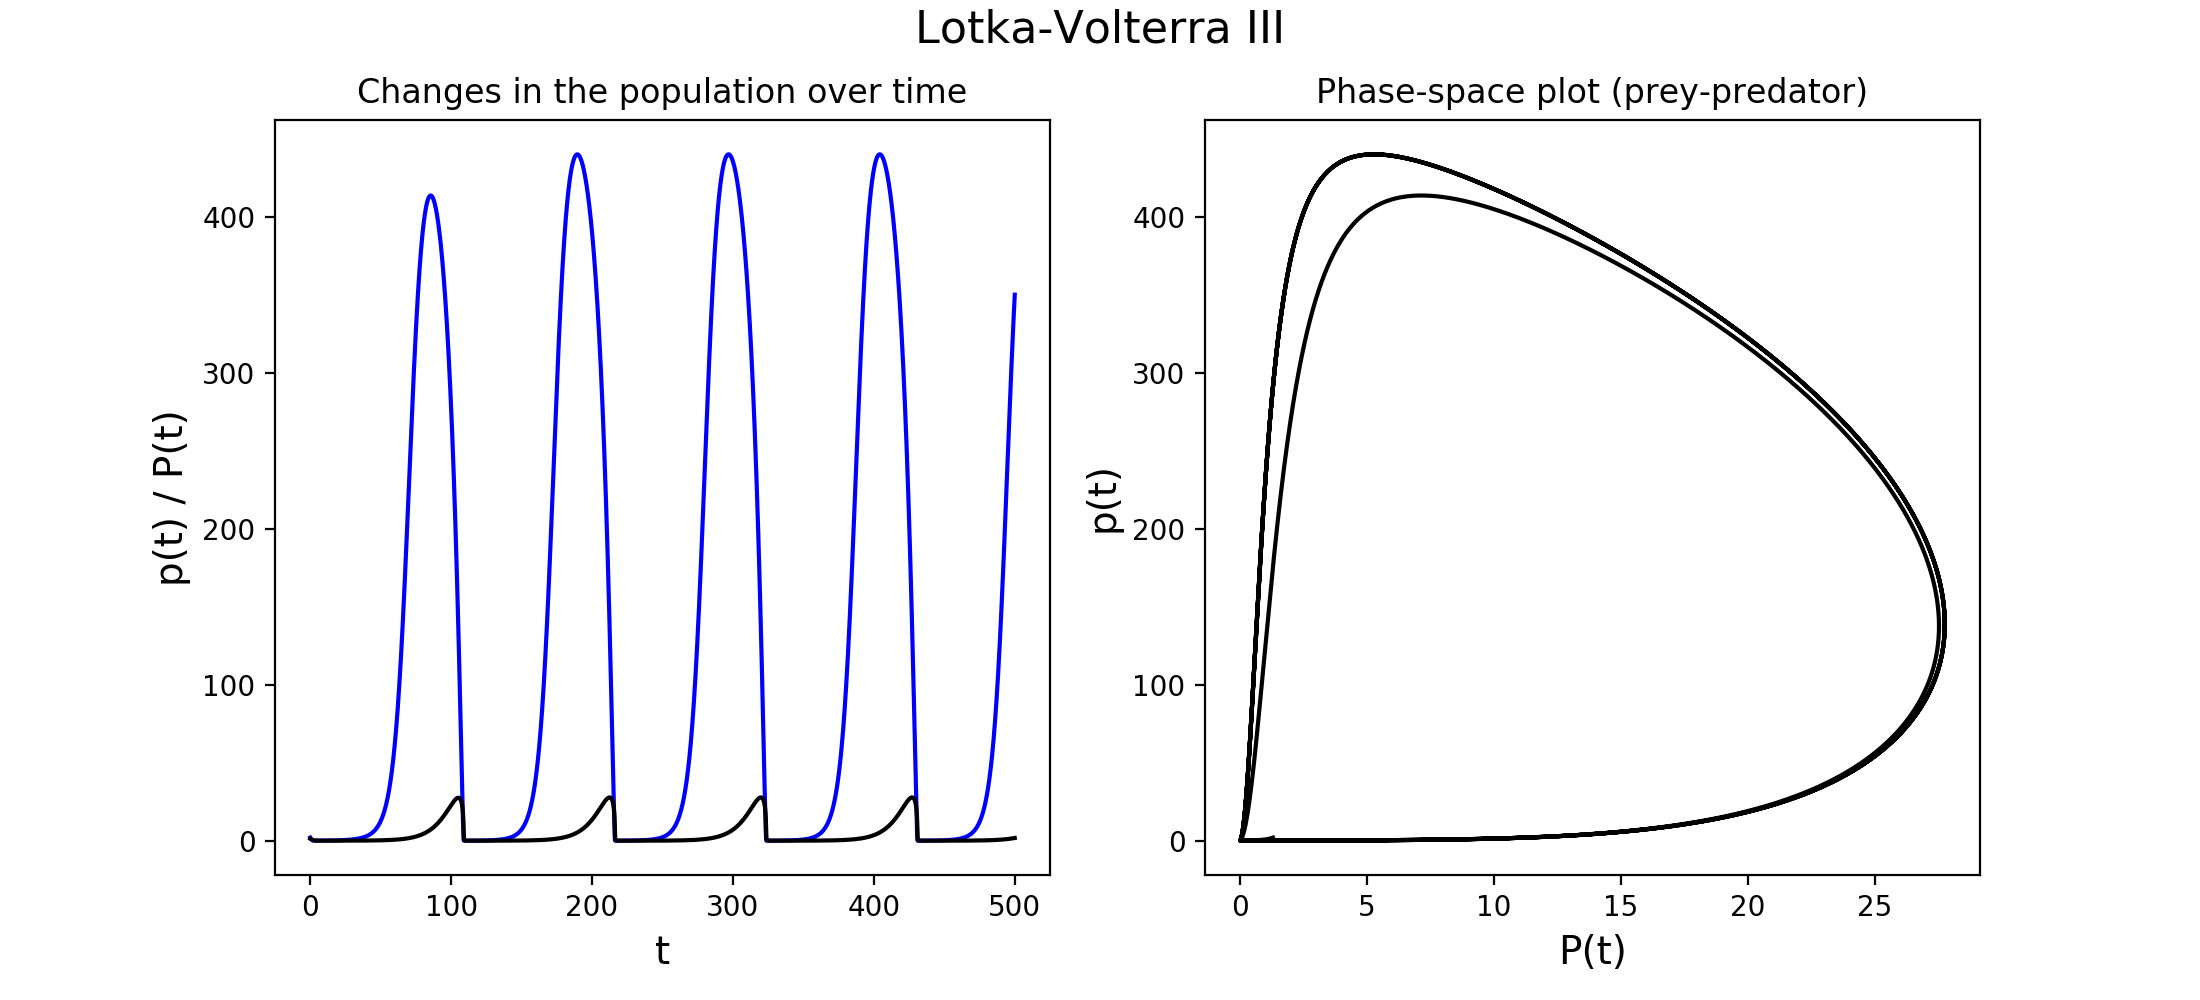 Lotka-Volterra III
Changes in the population over time
p(t) / P(t)
400
300
200
100
0
0 100 200 300 400 500
t
Phase-space plot (prey-predator)
p(t)
400
300
200
100
0
0 5 10 15 20 25
P(t)